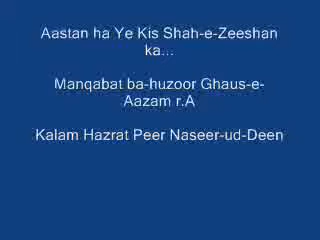 Aastan ha Ye Kis Shah-e-Zeeshan
ka...
Manqabat ba-huzoor Ghaus-e-
Aazam r.A
Kalam Hazrat Peer Naseer-ud-Deen